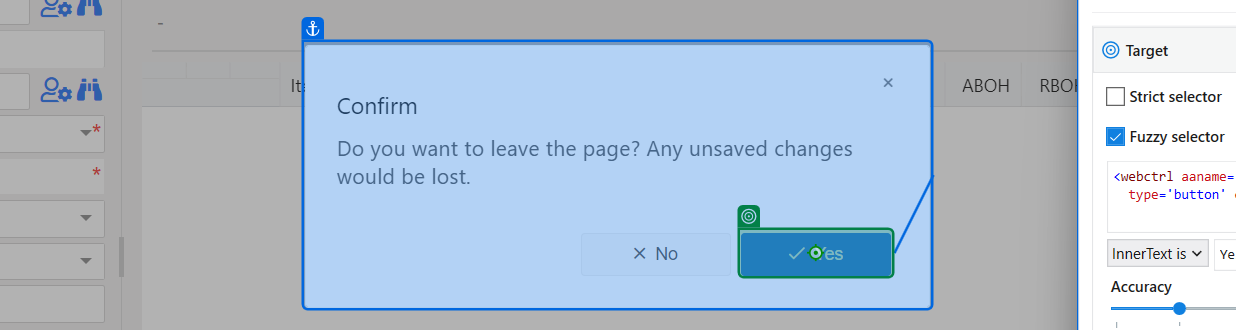 -
ABOH RBOH
Confirm
Do you want to leave the page? Any unsaved changes
would be lost.
No
Yes
*
*
Target
Strict selector
Fuzzy selector
<webctrl aaname=
type='button'
InnerText is
Ye
Accuracy